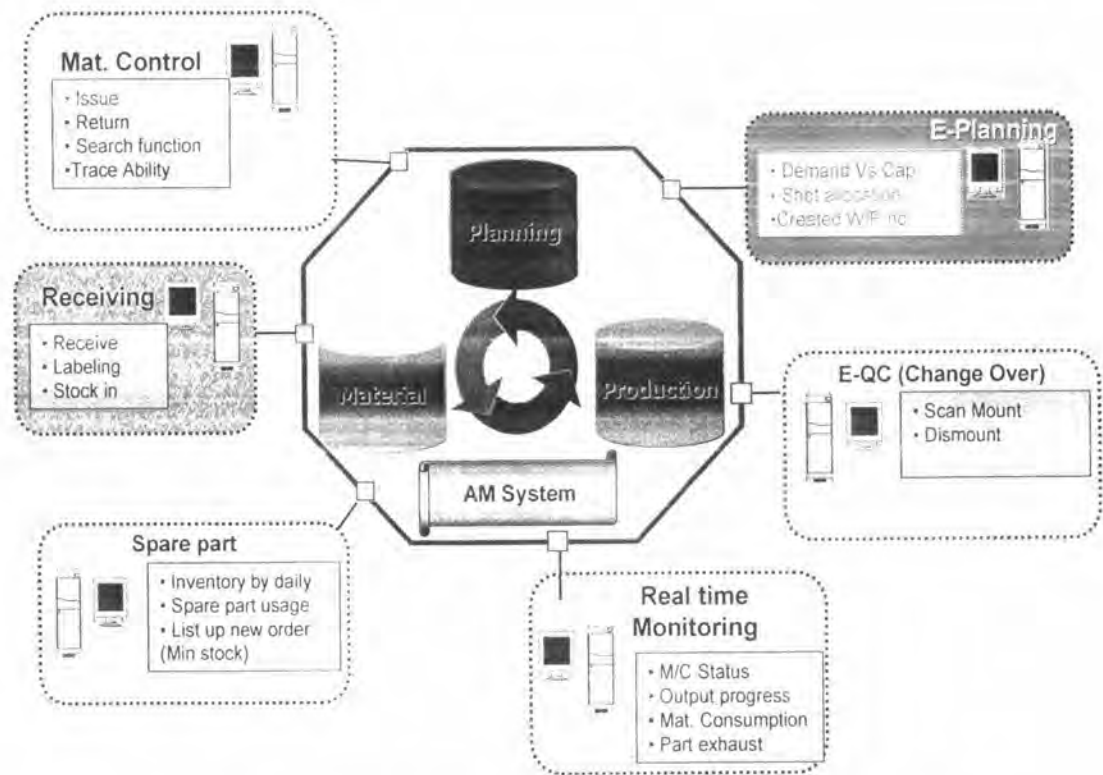 Mat. Control
• Issue
• Return
• Search function
•Trace Ability
E-Planning
• Demand Vs Cap
• Shot allocation
•Created W/F no.
Planning
Receiving
• Receive
• Labeling
• Stock in
Material
Production
E-QC (Change Over)
• Scan Mount
• Dismount
AM System
Spare part
• Inventory by daily
• Spare part usage
• List up new order
(Min stock)
Real time
Monitoring
• M/C Status
• Output progress
• Mat. Consumption
• Part exhaust